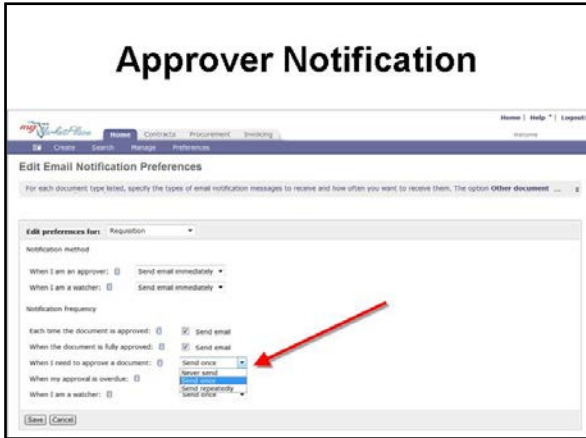 Approver Notification
Home | Help | Logout
my MarketPlace
Home Contracts Procurement Invoicing
Welcome
Create Search Manage Preferences
Edit Email Notification Preferences
For each document type listed, specify the types of email notification messages to receive and how often you want to receive them. The option Other document ...
Edit preferences for: Requisition
Notification method
When I am an approver: Send email immediately
When I am a watcher: Send email immediately
Notification frequency
Each time the document is approved: Send email
When the document is fully approved: Send email
When I need to approve a document: Send once
Never send
Send once
When my approval is overdue: Send repeatedly
When I am a watcher: Send once
Save Cancel